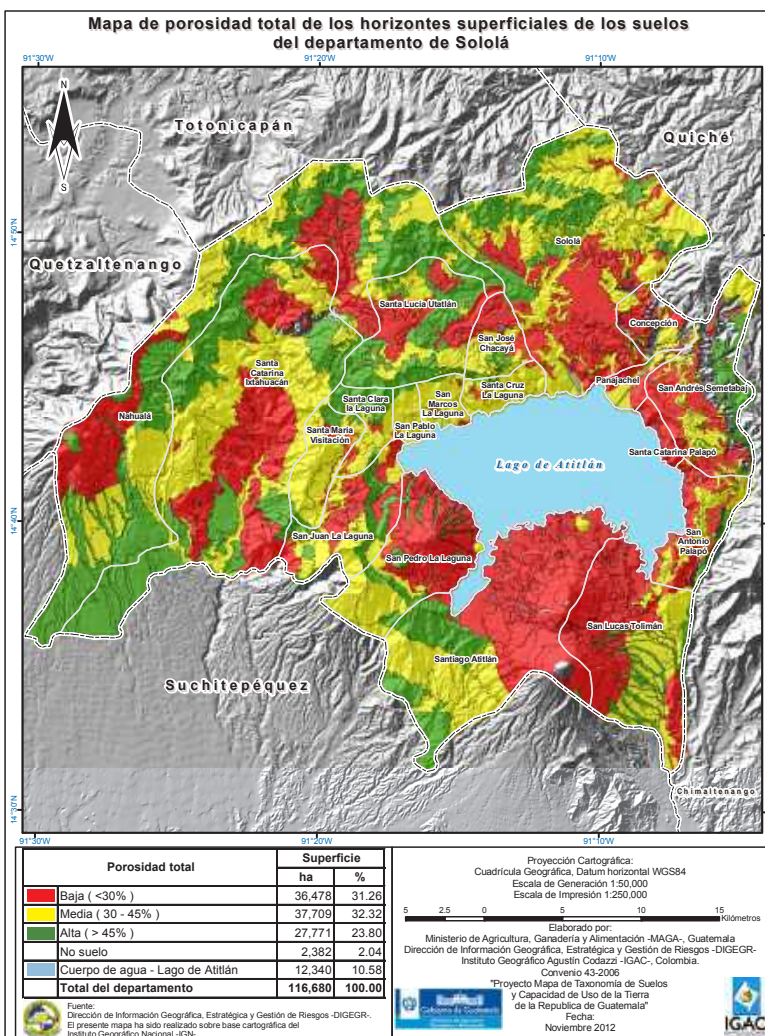 Mapa de porosidad total de los horizontes superficiales de los suelos
del departamento de Sololá
91°30'W
91°20'W
91°10'W
N
S
Totonicapán
Quiché
Quetzaltenango
Suchitepéquez
Chimaltenango
14°50'N
14°40'N
14°30'N
Sololá
Santa Lucía Utatlán
Concepción
San José
Chacayá
Santa
Catarina
Ixtahuacán
Panajachel
San Andrés Semetabaj
Santa Cruz
La Laguna
San
Marcos
La Laguna
Santa Clara
la Laguna
Nahualá
Santa María
Visitación
San Pablo
La Laguna
Santa Catarina Palapó
Lago de Atitlán
San Juan La Laguna
San
Antonio
Palapó
San Pedro La Laguna
San Lucas Tolimán
Santiago Atitlán
91°30'W
91°20'W
91°10'W
Porosidad total
Superficie
ha
%
Baja ( <30% ) 36,478 31.26
Media ( 30 - 45% ) 37,709 32.32
Alta ( > 45% ) 27,771 23.80
No suelo 2,382 2.04
Cuerpo de agua - Lago de Atitlán 12,340 10.58
Total del departamento 116,680 100.00
Fuente:
Dirección de Información Geográfica, Estratégica y Gestión de Riesgos -DIGEGR-.
El presente mapa ha sido realizado sobre base cartográfica del
Instituto Geográfico Nacional -IGN-
Proyección Cartográfica:
Cuadrícula Geográfica, Datum horizontal WGS84
Escala de Generación 1:50,000
Escala de Impresión 1:250,000
5 2.5 0 5 10 15
Kilómetros
Elaborado por:
Ministerio de Agricultura, Ganadería y Alimentación -MAGA-, Guatemala
Dirección de Información Geográfica, Estratégica y Gestión de Riesgos -DIGEGR-
Instituto Geográfico Agustín Codazzi -IGAC-, Colombia.
Convenio 43-2006
"Proyecto Mapa de Taxonomía de Suelos
y Capacidad de Uso de la Tierra
de la Republica de Guatemala"
Fecha:
Noviembre 2012
Gobierno de Guatemala
IGAC